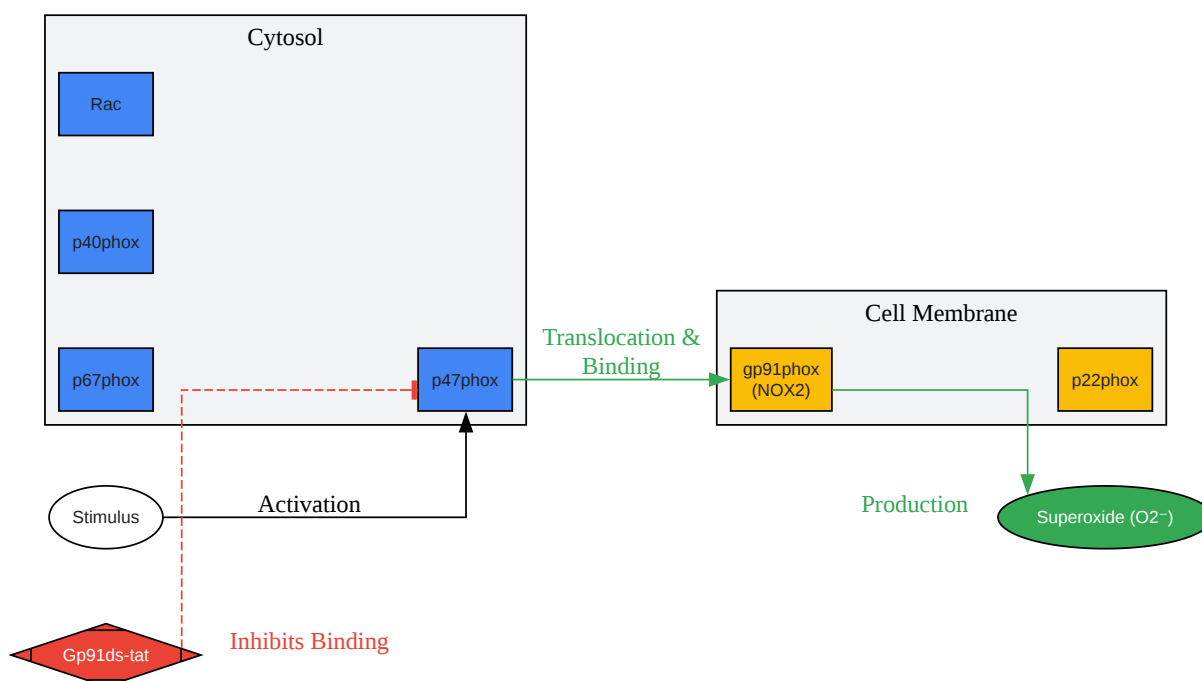 Cytosol
Rac
p40phox
p67phox
p47phox
Translocation &
Binding
Cell Membrane
gp91phox
(NOX2)
p22phox
Stimulus
Activation
Production
Superoxide (O2⁻)
Gp91ds-tat
Inhibits Binding